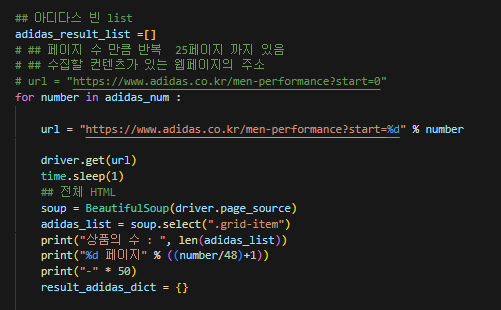 ## 아디다스 빈 list
adidas_result_list =[]
# ## 페이지 수 만큼 반복  25페이지 까지 있음
# ## 수집할 컨텐츠가 있는 웹페이지의 주소
# url = "https://www.adidas.co.kr/men-performance?start=0"
for number in adidas_num :
url = "https://www.adidas.co.kr/men-performance?start=%d" % number
driver.get(url)
time.sleep(1)
## 전체 HTML
soup = BeautifulSoup(driver.page_source)
adidas_list = soup.select(".grid-item")
print("상품의 수 : ", len(adidas_list))
print("%d 페이지" % ((number/48)+1))
print("-" * 50)
result_adidas_dict = {}